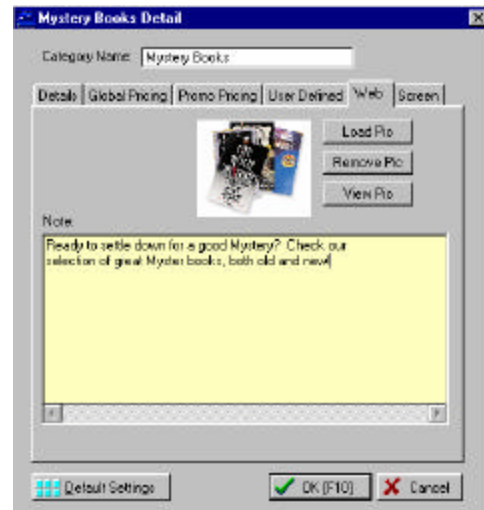 Mystery Books Detail
Category Name: Mystery Books
Details Global Pricing Promo Pricing User Defined Web Screen
Load Pic
Remove Pic
View Pic
Note:
Ready to settle down for a good Mystery? Check our
selection of great Myster books, both old and new!
Default Settings OK [F10] Cancel